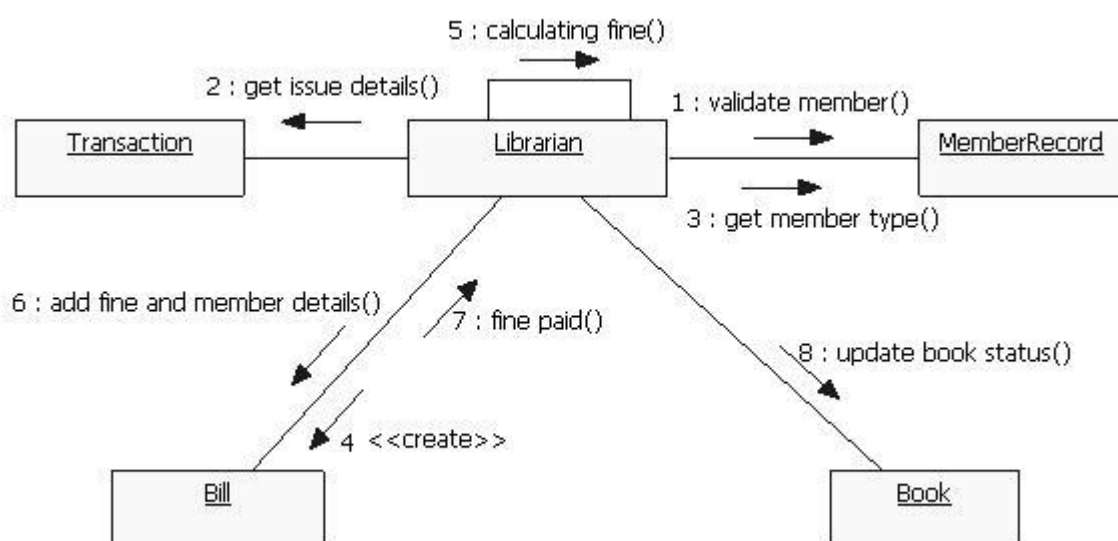 5 : calculating fine()
2 : get issue details()
1 : validate member()
Transaction
Librarian
MemberRecord
3 : get member type()
6 : add fine and member details()
7 : fine paid()
8 : update book status()
4 <<create>>
Bill
Book